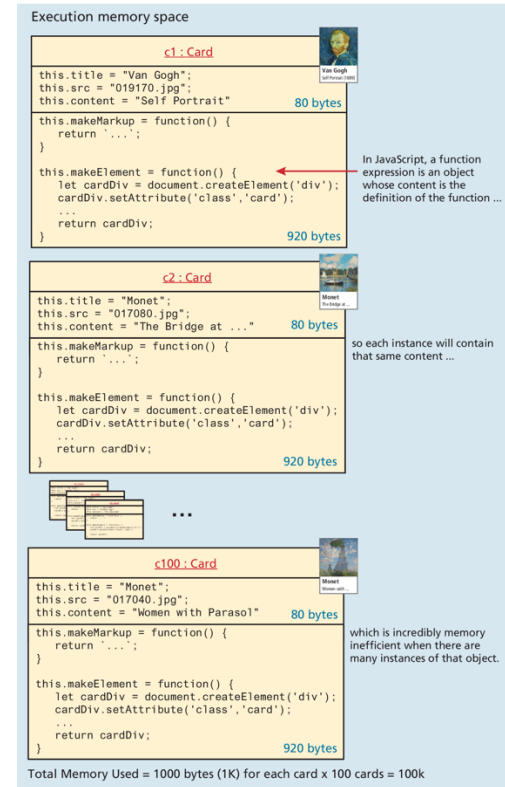 Execution memory space
c1 : Card
Van Gogh
Self Portrait (1889)
this.title = "Van Gogh";
this.src = "019170.jpg";
this.content = "Self Portrait"
80 bytes
this.makeMarkup = function() {
return `...`;
}
this.makeElement = function() {
let cardDiv = document.createElement('div');
cardDiv.setAttribute('class','card');
...
return cardDiv;
}
920 bytes
In JavaScript, a function
expression is an object
whose content is the
definition of the function ...
c2 : Card
Monet
The Bridge at ...
this.title = "Monet";
this.src = "017080.jpg";
this.content = "The Bridge at ..."
80 bytes
this.makeMarkup = function() {
return `...`;
}
this.makeElement = function() {
let cardDiv = document.createElement('div');
cardDiv.setAttribute('class','card');
...
return cardDiv;
}
920 bytes
so each instance will contain
that same content ...
...
c100 : Card
Monet
Women with ...
this.title = "Monet";
this.src = "017040.jpg";
this.content = "Women with Parasol"
80 bytes
this.makeMarkup = function() {
return `...`;
}
this.makeElement = function() {
let cardDiv = document.createElement('div');
cardDiv.setAttribute('class','card');
...
return cardDiv;
}
920 bytes
which is incredibly memory
inefficient when there are
many instances of that object.
Total Memory Used = 1000 bytes (1K) for each card x 100 cards = 100k